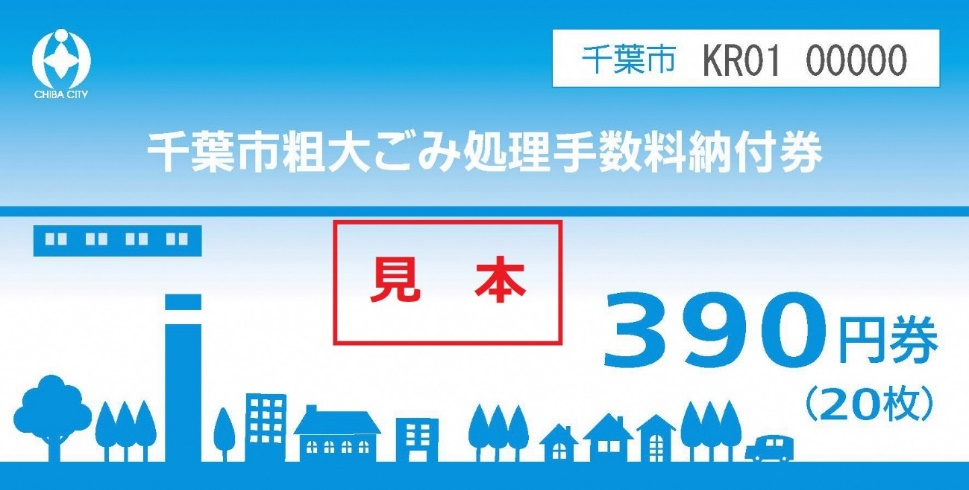 CHIBA CITY
千葉市 KR01 00000
千葉市粗大ごみ処理手数料納付券
見 本
390円券
(20枚)